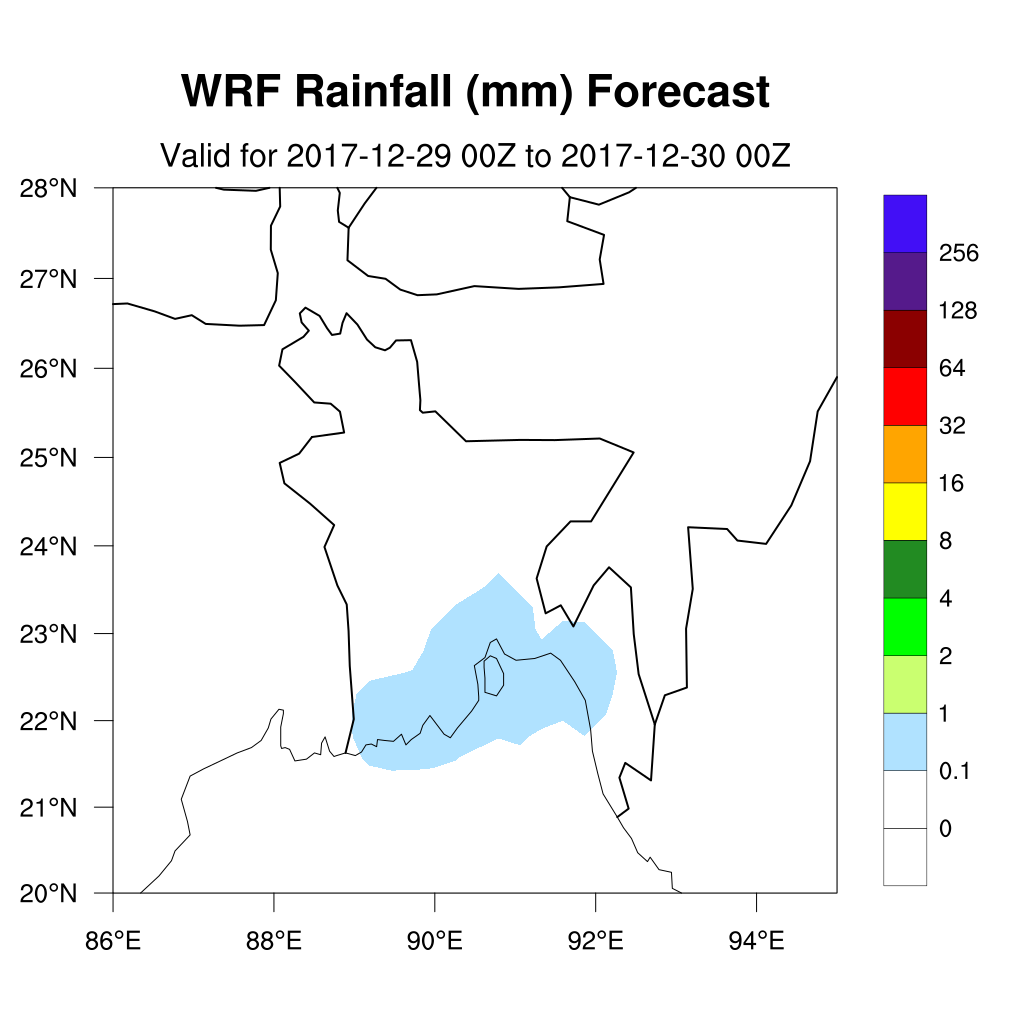 WRF Rainfall (mm) Forecast
Valid for 2017-12-29 00Z to 2017-12-30 00Z
28°N
27°N
26°N
25°N
24°N
23°N
22°N
21°N
20°N
86°E 88°E 90°E 92°E 94°E
256
128
64
32
16
8
4
2
1
0.1
0